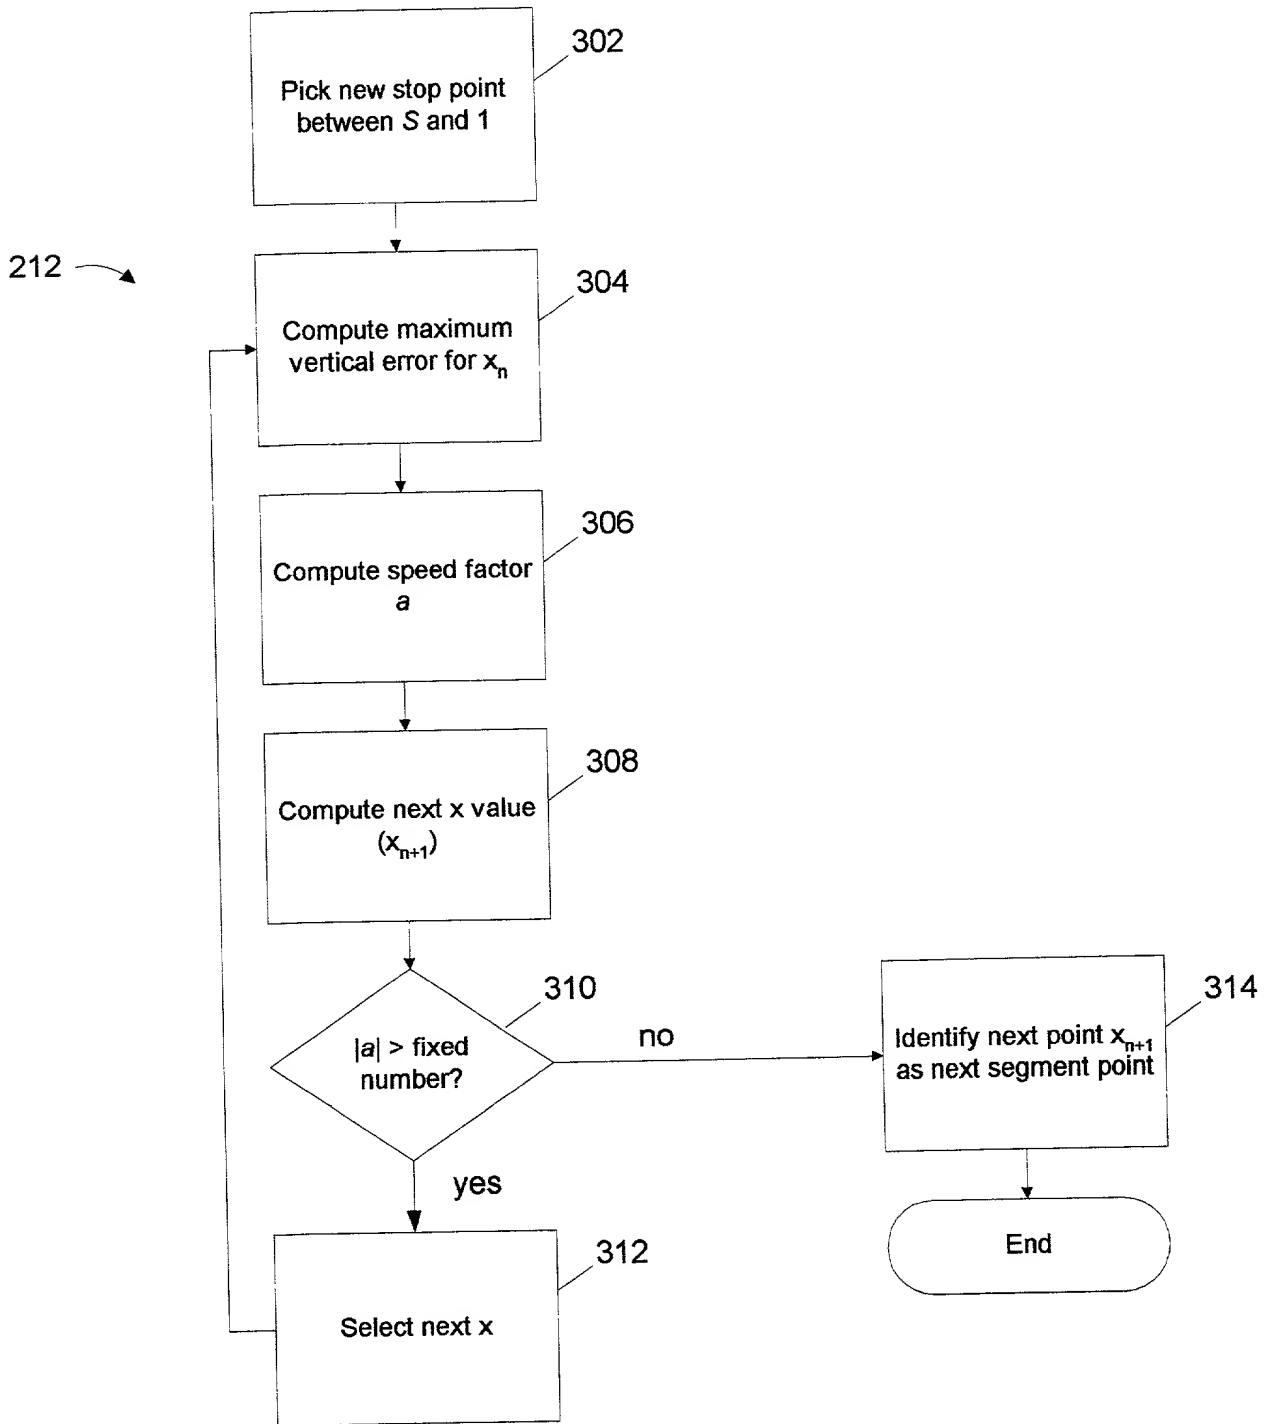 302
Pick new stop point
between S and 1
212
304
Compute maximum
vertical error for xₙ
306
Compute speed factor
a
308
Compute next x value
(xₙ₊₁)
310
|a| > fixed
number?
no
314
Identify next point xₙ₊₁
as next segment point
yes
End
312
Select next x